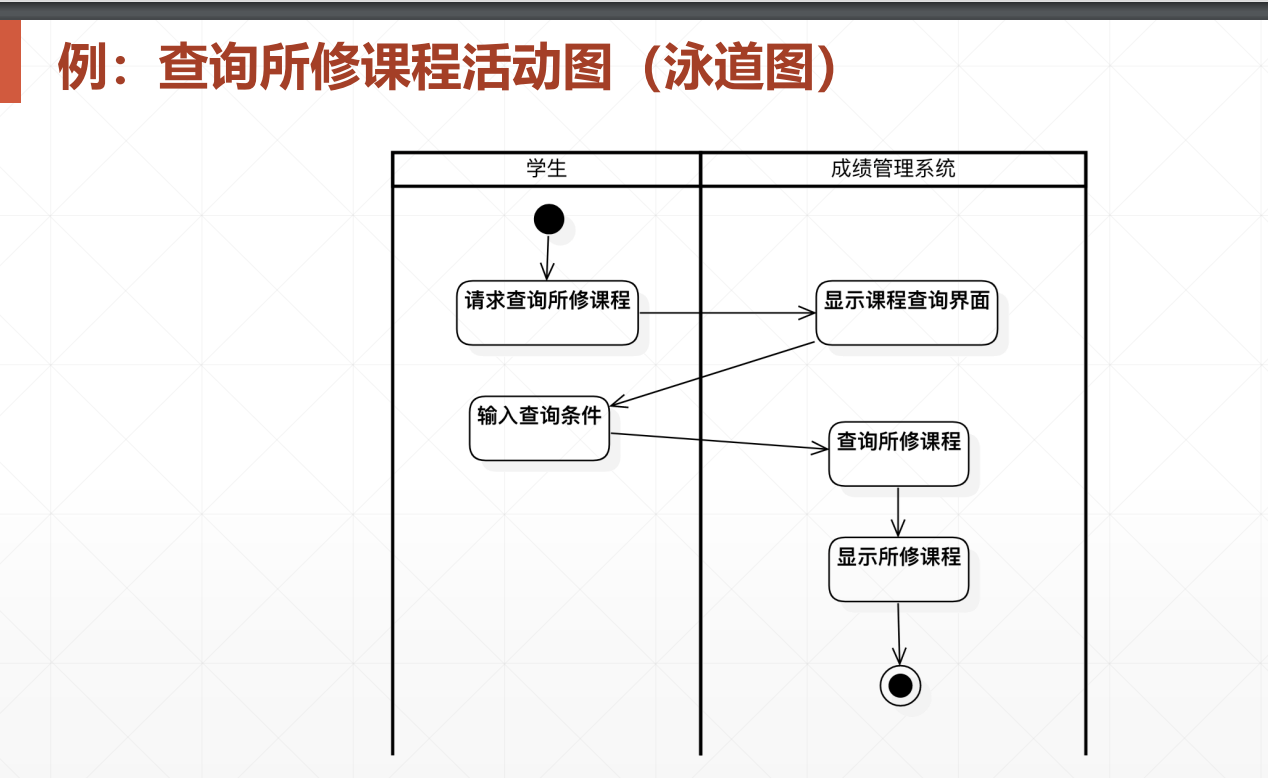 例：查询所修课程活动图（泳道图）
学生
成绩管理系统
请求查询所修课程
显示课程查询界面
输入查询条件
查询所修课程
显示所修课程